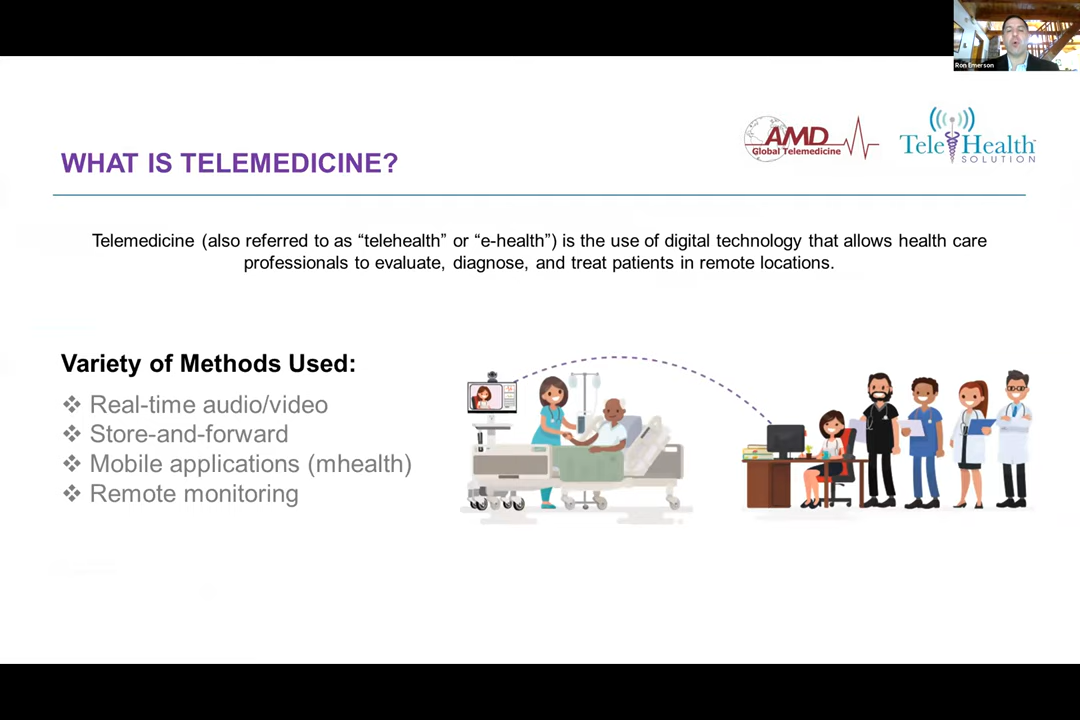 Ron Emerson
AMD
Global Telemedicine
TeleHealth
SOLUTION
WHAT IS TELEMEDICINE?
Telemedicine (also referred to as “telehealth” or “e-health”) is the use of digital technology that allows health care
professionals to evaluate, diagnose, and treat patients in remote locations.
Variety of Methods Used:
❖ Real-time audio/video
❖ Store-and-forward
❖ Mobile applications (mhealth)
❖ Remote monitoring